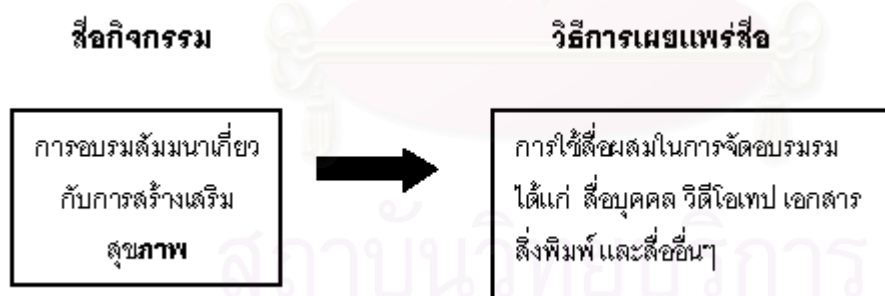 สื่อกิจกรรม
วิธีการเผยแพร่สื่อ
การอบรมสัมมนาเกี่ยว
กับการสร้างเสริม
สุขภาพ
การใช้สื่อผสมในการจัดอบรมรม
ได้แก่ สื่อบุคคล วิดีโอเทป เอกสาร
สิ่งพิมพ์ และสื่ออื่นๆ
สถาบันวิทยบริการ